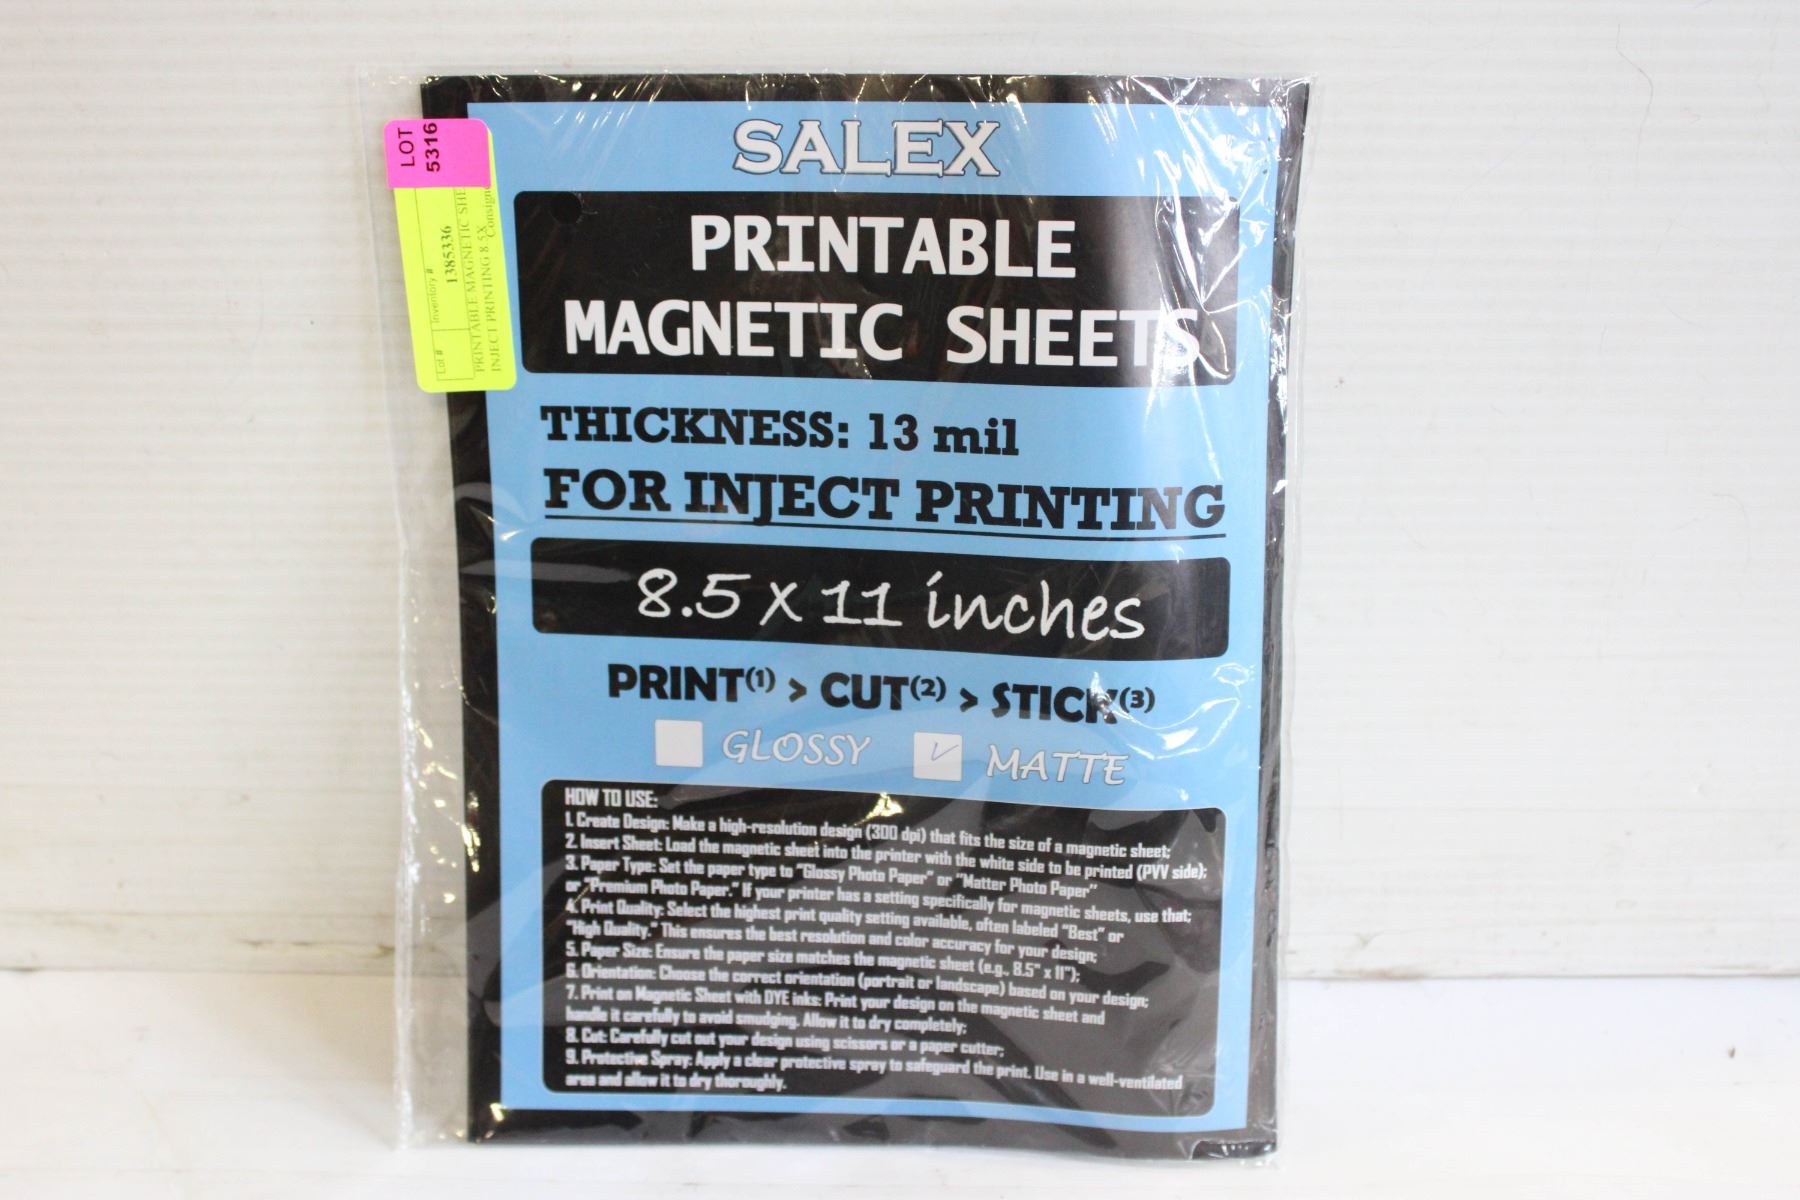 LOT
5316
Lot # Inventory #
1385336
PRINTABLE MAGNETIC SHE
INJECT PRINTING 8.5X
Consign
SALEX
PRINTABLE
MAGNETIC SHEETS
THICKNESS: 13 mil
FOR INJECT PRINTING
8.5 x 11 inches
PRINT(1) > CUT(2) > STICK(3)
GLOSSY MATTE
HOW TO USE:
1. Create Design: Make a high-resolution design (300 dpi) that fits the size of a magnetic sheet;
2. Insert Sheet: Load the magnetic sheet into the printer with the white side to be printed (PVV side);
3. Paper Type: Set the paper type to "Glossy Photo Paper" or "Matter Photo Paper"
or "Premium Photo Paper." If your printer has a setting specifically for magnetic sheets, use that;
4. Print Quality: Select the highest print quality setting available, often labeled "Best" or
"High Quality." This ensures the best resolution and color accuracy for your design;
5. Paper Size: Ensure the paper size matches the magnetic sheet (e.g., 8.5" x 11");
6. Orientation: Choose the correct orientation (portrait or landscape) based on your design;
7. Print on Magnetic Sheet with DYE inks: Print your design on the magnetic sheet and
handle it carefully to avoid smudging. Allow it to dry completely;
8. Cut: Carefully cut out your design using scissors or a paper cutter;
9. Protective Spray: Apply a clear protective spray to safeguard the print. Use in a well-ventilated
area and allow it to dry thoroughly.